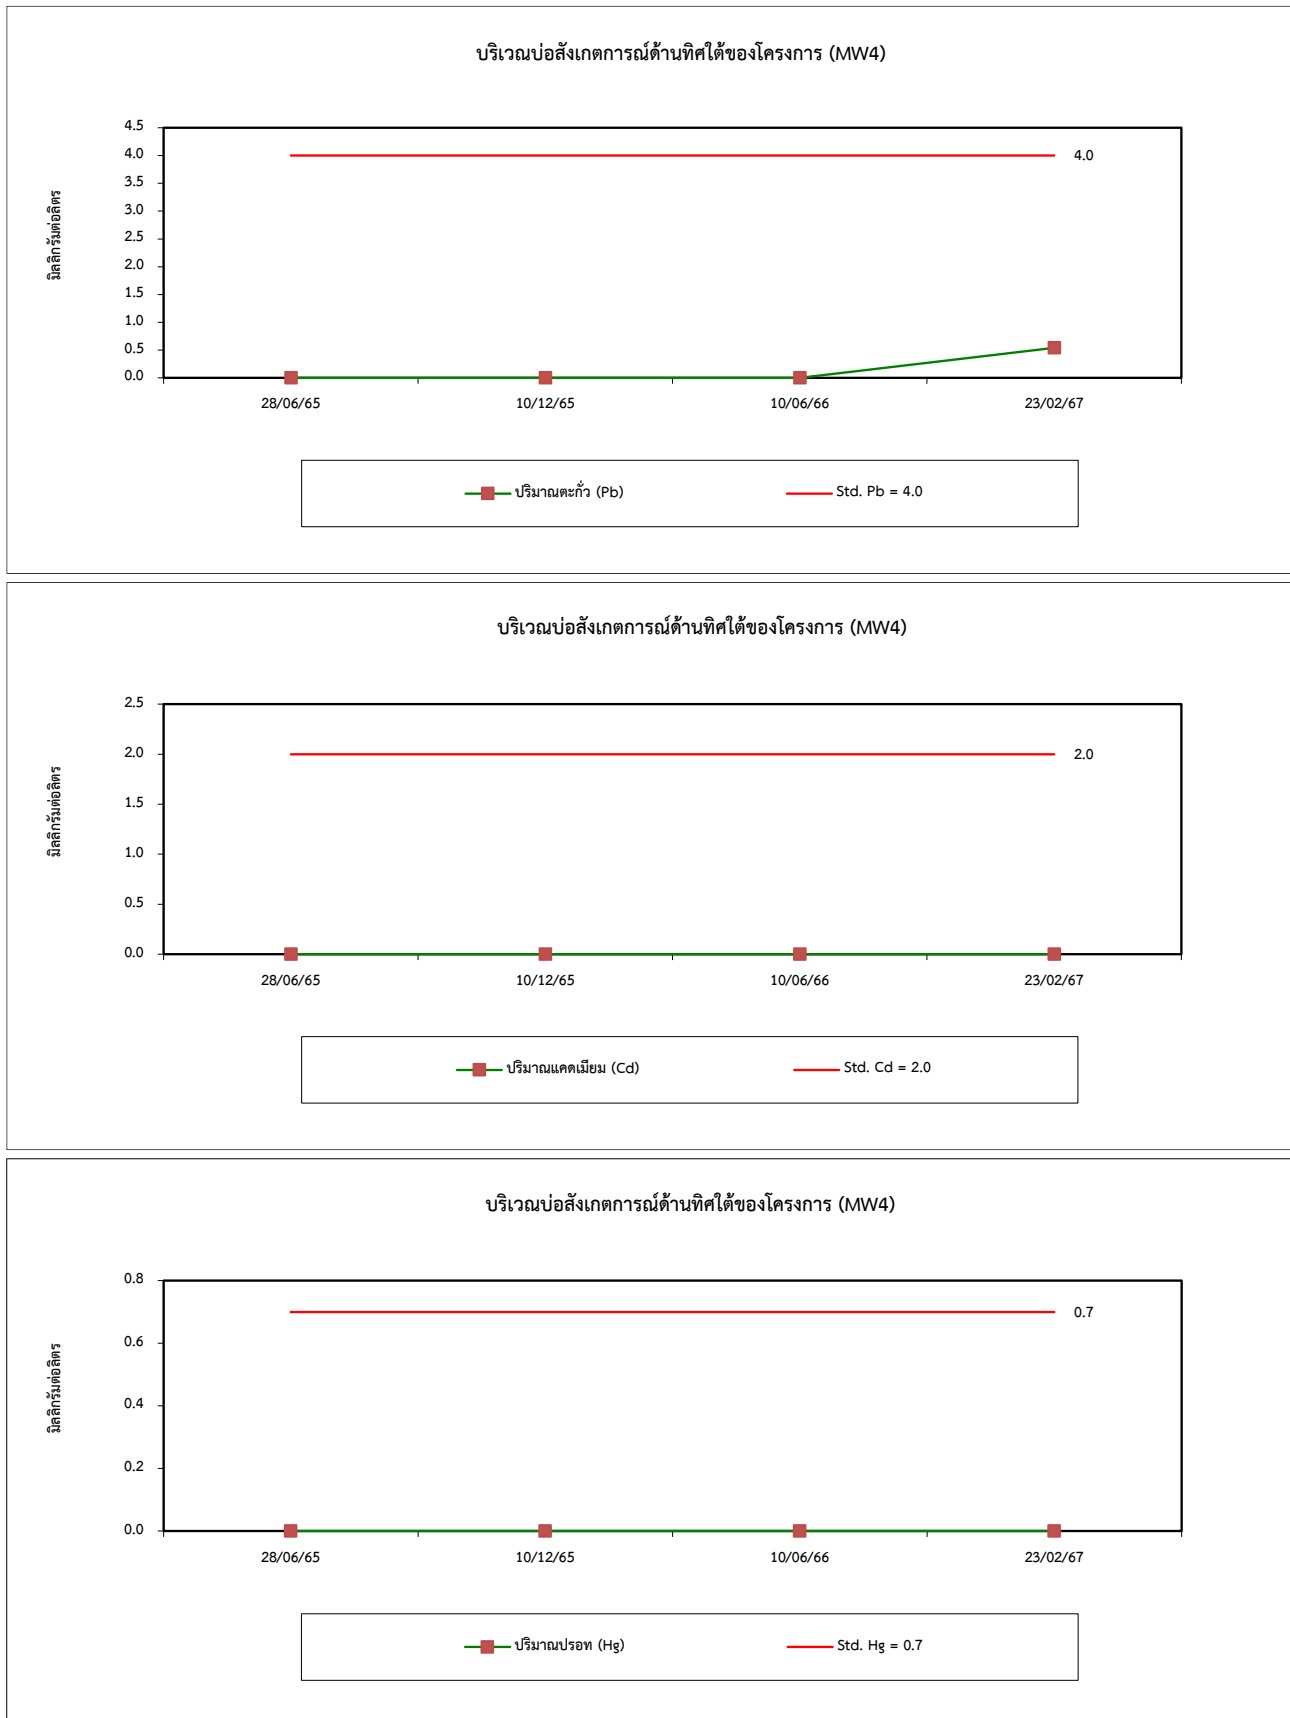 บริเวณบ่อสังเกตการณ์ด้านทิศใต้ของโครงการ (MW4)
มิลลิกรัมต่อลิตร
4.5
4.0
3.5
3.0
2.5
2.0
1.5
1.0
0.5
0.0
4.0
28/06/65 10/12/65 10/06/66 23/02/67
ปริมาณตะกั่ว (Pb) Std. Pb = 4.0
บริเวณบ่อสังเกตการณ์ด้านทิศใต้ของโครงการ (MW4)
มิลลิกรัมต่อลิตร
2.5
2.0
1.5
1.0
0.5
0.0
2.0
28/06/65 10/12/65 10/06/66 23/02/67
ปริมาณแคดเมียม (Cd) Std. Cd = 2.0
บริเวณบ่อสังเกตการณ์ด้านทิศใต้ของโครงการ (MW4)
มิลลิกรัมต่อลิตร
0.8
0.6
0.4
0.2
0.0
0.7
28/06/65 10/12/65 10/06/66 23/02/67
ปริมาณปรอท (Hg) Std. Hg = 0.7